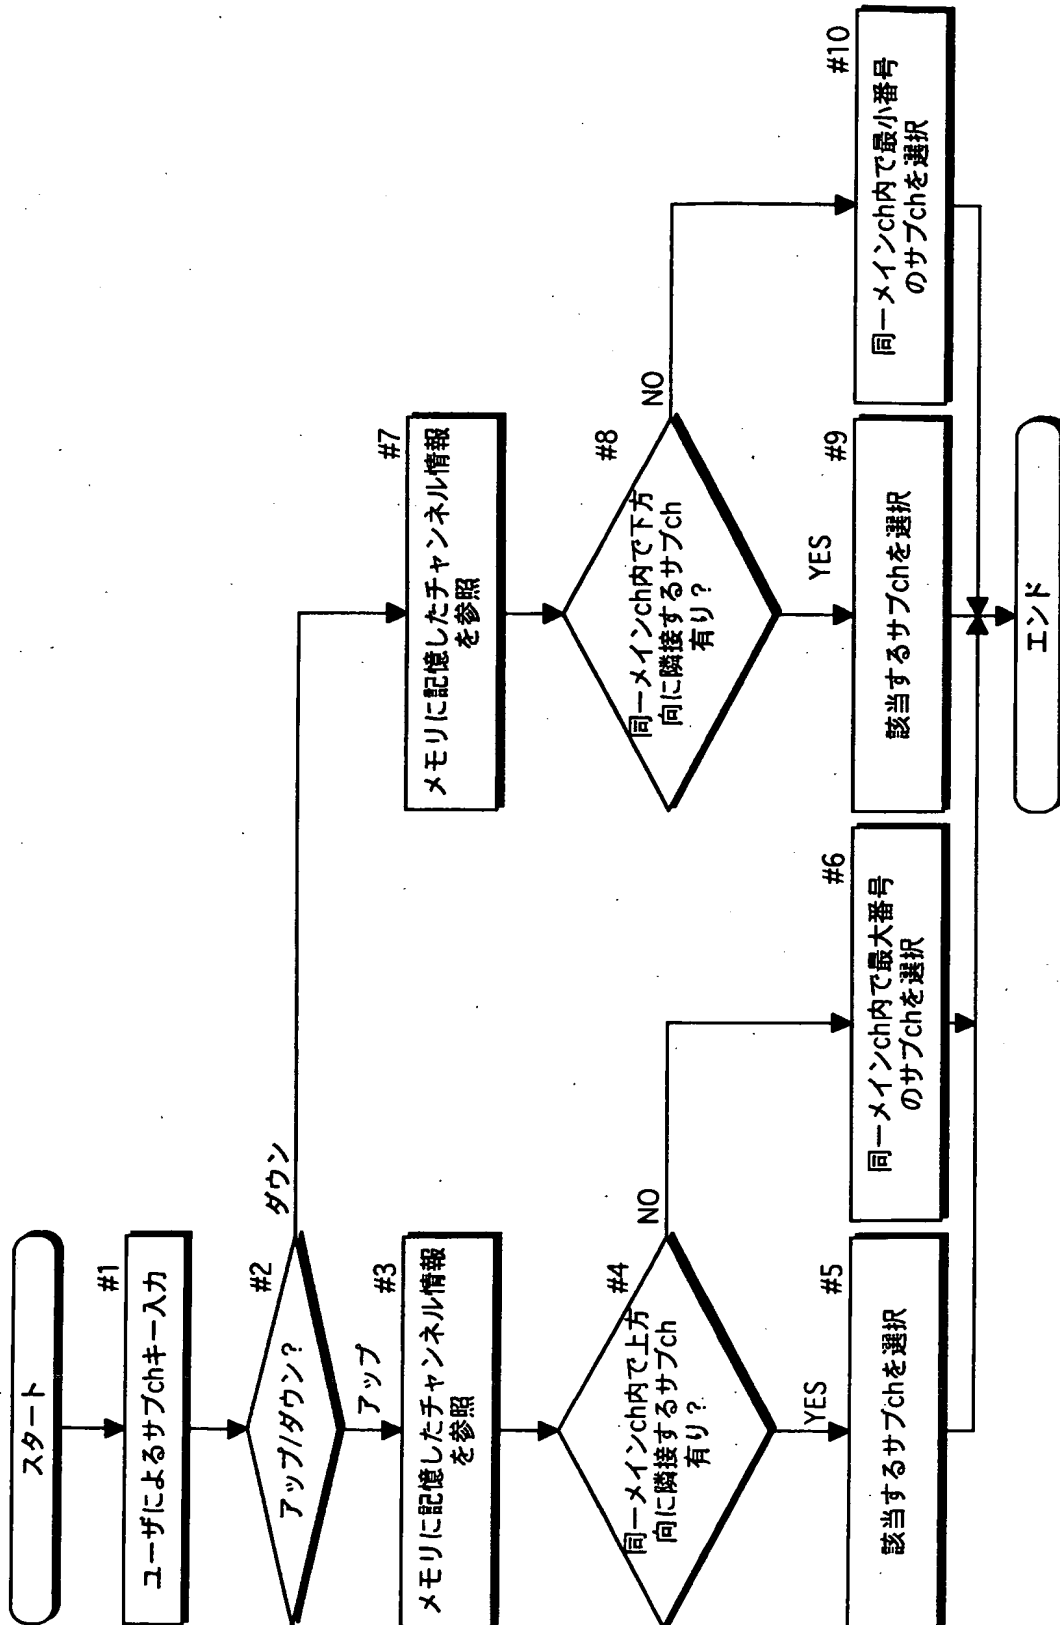 スタート
#1
ユーザによるサブchキー入力
#2
アップ/ダウン?
ダウン
アップ
#3
メモリに記憶したチャンネル情報
を参照
#4
同一メインch内で上方
向に隣接するサブch
有り?
NO
YES
#5
該当するサブchを選択
#6
同一メインch内で最大番号
のサブchを選択
#7
メモリに記憶したチャンネル情報
を参照
#8
同一メインch内で下方
向に隣接するサブch
有り?
NO
YES
#9
該当するサブchを選択
#10
同一メインch内で最小番号
のサブchを選択
エンド